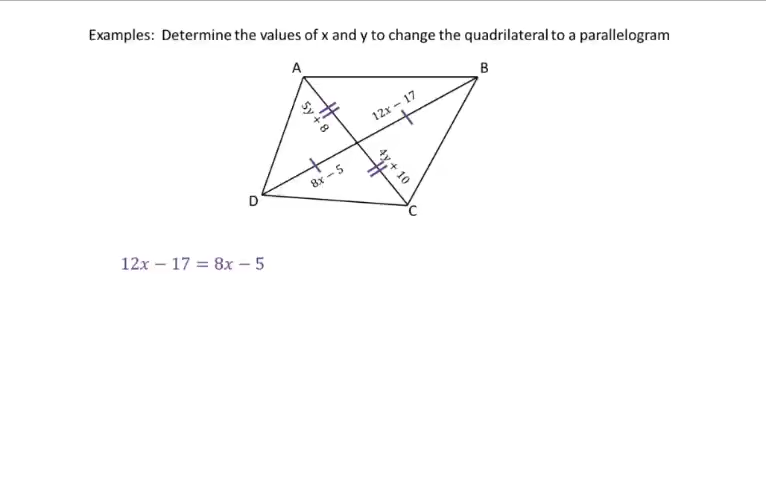 Examples:  Determine the values of x and y to change the quadrilateral to a parallelogram
A
B
5y + 8
12x − 17
8x − 5
4y + 10
D
C
12x − 17 = 8x − 5